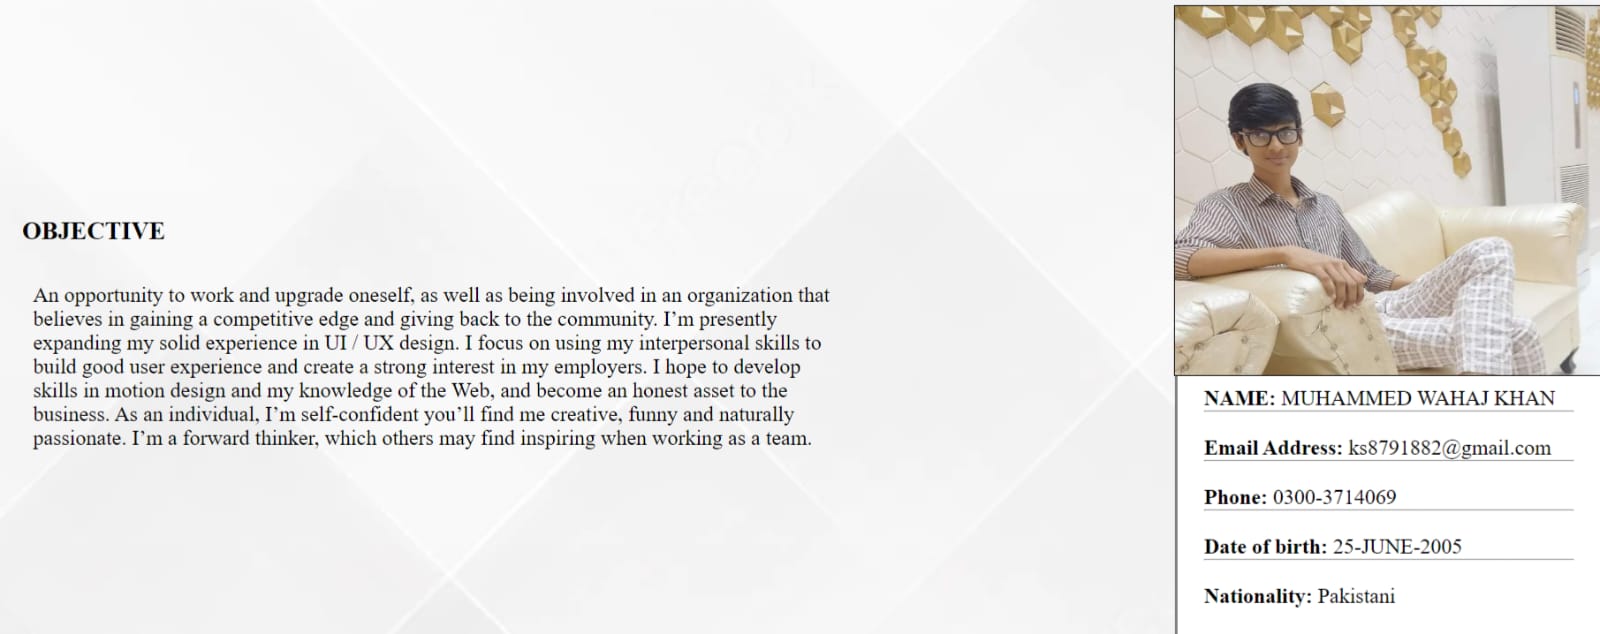 OBJECTIVE
An opportunity to work and upgrade oneself, as well as being involved in an organization that
believes in gaining a competitive edge and giving back to the community. I’m presently
expanding my solid experience in UI / UX design. I focus on using my interpersonal skills to
build good user experience and create a strong interest in my employers. I hope to develop
skills in motion design and my knowledge of the Web, and become an honest asset to the
business. As an individual, I’m self-confident you’ll find me creative, funny and naturally
passionate. I’m a forward thinker, which others may find inspiring when working as a team.
NAME: MUHAMMED WAHAJ KHAN
Email Address: ks8791882@gmail.com
Phone: 0300-3714069
Date of birth: 25-JUNE-2005
Nationality: Pakistani